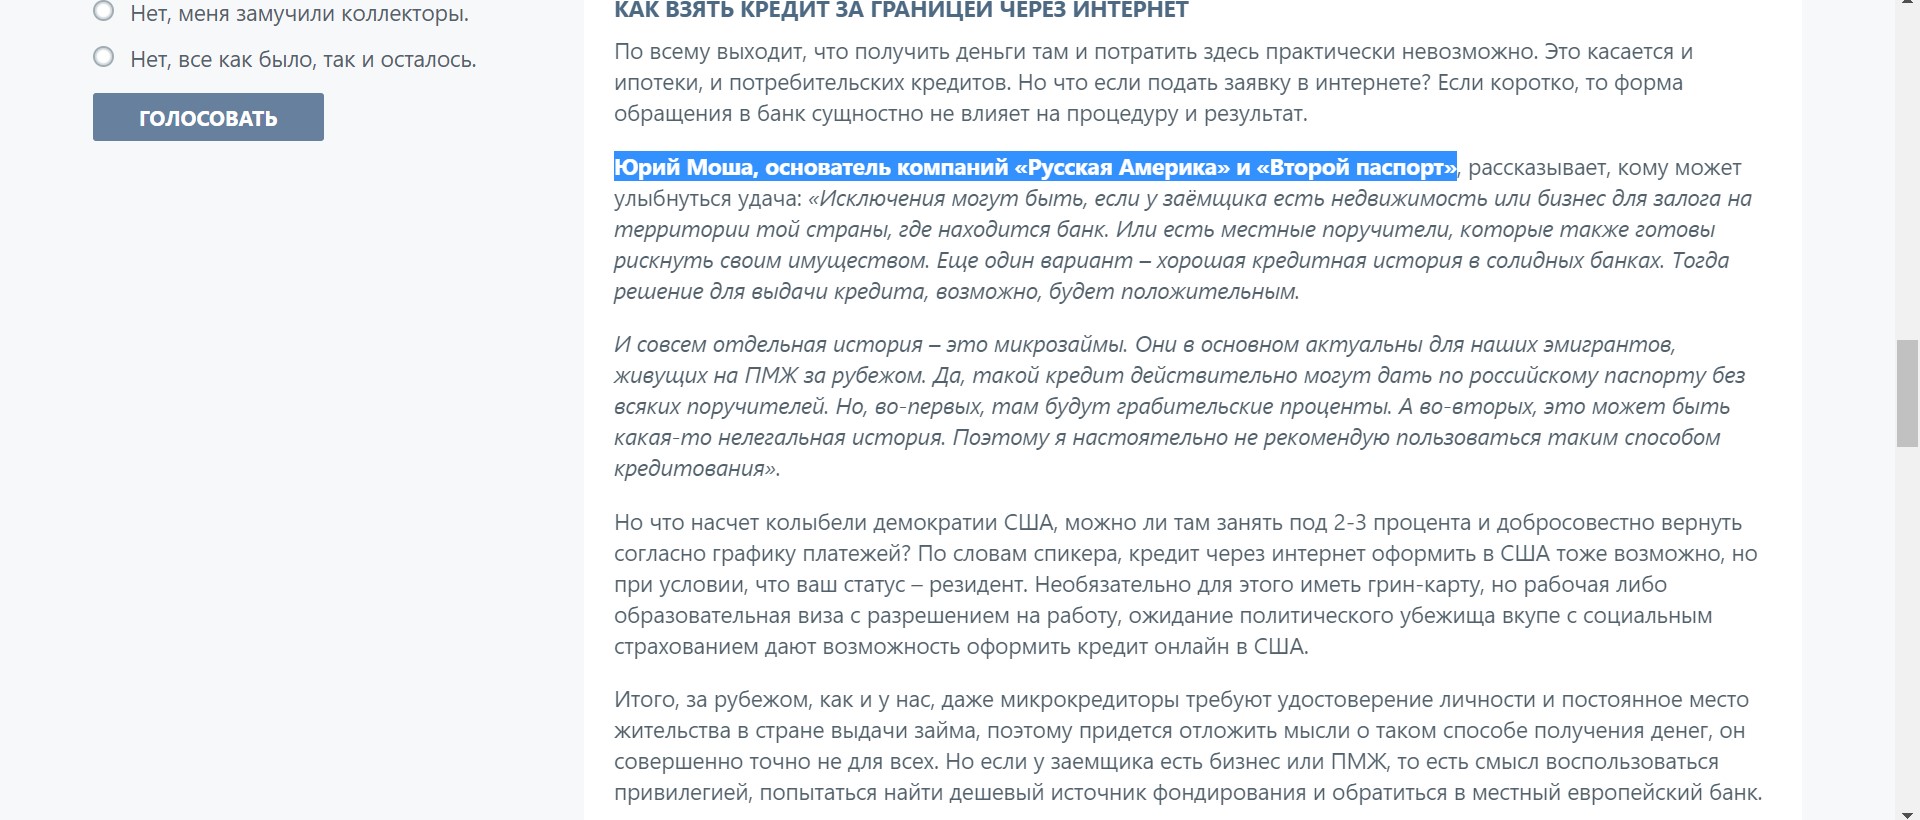 Нет, меня замучили коллекторы.
Нет, все как было, так и осталось.
ГОЛОСОВАТЬ
КАК ВЗЯТЬ КРЕДИТ ЗА ГРАНИЦЕЙ ЧЕРЕЗ ИНТЕРНЕТ
По всему выходит, что получить деньги там и потратить здесь практически невозможно. Это касается и
ипотеки, и потребительских кредитов. Но что если подать заявку в интернете? Если коротко, то форма
обращения в банк сущностно не влияет на процедуру и результат.
Юрий Моша, основатель компаний «Русская Америка» и «Второй паспорт», рассказывает, кому может
улыбнуться удача: «Исключения могут быть, если у заёмщика есть недвижимость или бизнес для залога на
территории той страны, где находится банк. Или есть местные поручители, которые также готовы
рискнуть своим имуществом. Еще один вариант – хорошая кредитная история в солидных банках. Тогда
решение для выдачи кредита, возможно, будет положительным.
И совсем отдельная история – это микрозаймы. Они в основном актуальны для наших эмигрантов,
живущих на ПМЖ за рубежом. Да, такой кредит действительно могут дать по российскому паспорту без
всяких поручителей. Но, во-первых, там будут грабительские проценты. А во-вторых, это может быть
какая-то нелегальная история. Поэтому я настоятельно не рекомендую пользоваться таким способом
кредитования».
Но что насчет колыбели демократии США, можно ли там занять под 2-3 процента и добросовестно вернуть
согласно графику платежей? По словам спикера, кредит через интернет оформить в США тоже возможно, но
при условии, что ваш статус – резидент. Необязательно для этого иметь грин-карту, но рабочая либо
образовательная виза с разрешением на работу, ожидание политического убежища вкупе с социальным
страхованием дают возможность оформить кредит онлайн в США.
Итого, за рубежом, как и у нас, даже микрокредиторы требуют удостоверение личности и постоянное место
жительства в стране выдачи займа, поэтому придется отложить мысли о таком способе получения денег, он
совершенно точно не для всех. Но если у заемщика есть бизнес или ПМЖ, то есть смысл воспользоваться
привилегией, попытаться найти дешевый источник фондирования и обратиться в местный европейский банк.